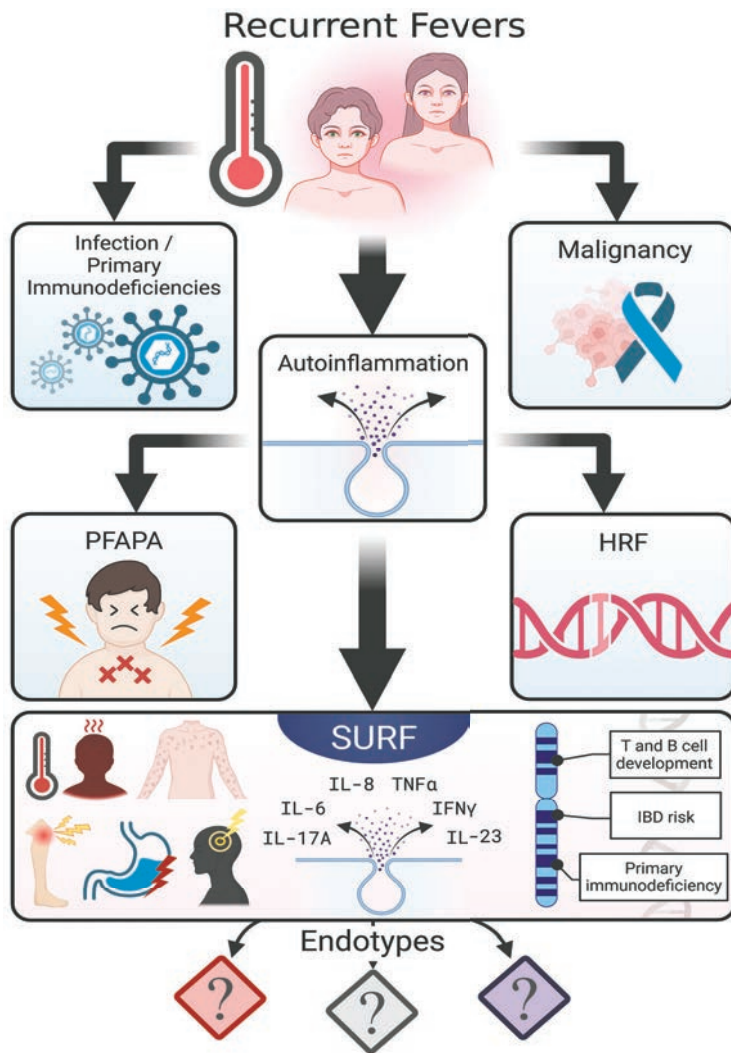 Recurrent Fevers
Infection /
Primary
Immunodeficiencies
Malignancy
Autoinflammation
PFAPA
HRF
SURF
IL-8 TNFα
IL-6 IFNγ
IL-17A IL-23
T and B cell
development
IBD risk
Primary
immunodeficiency
Endotypes
? ? ?